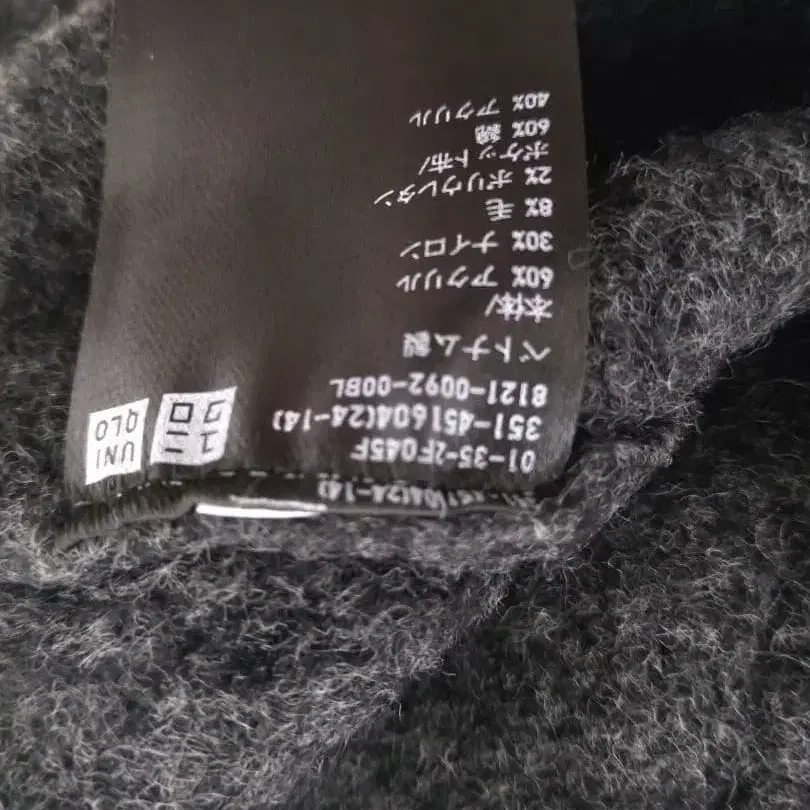 UNI
QLO
ユニ
クロ
01-35-2F045F
351-451604(24-14)
8121-0092-00BL
ベトナム製
本体/
60% アクリル
30% ナイロン
8% 毛
2% ポリウレタン
ポケット布/
60% 綿
40% アクリル